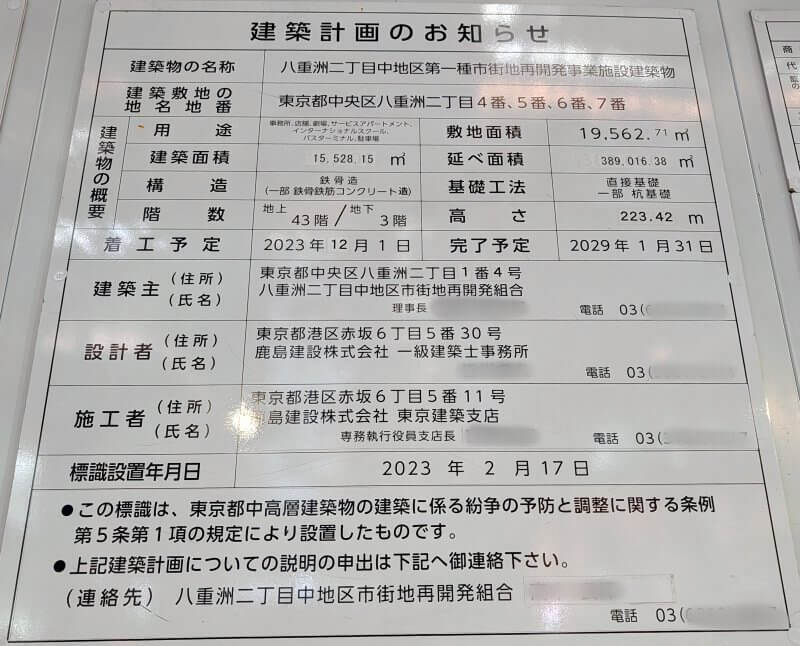 建築計画のお知らせ
建築物の名称 八重洲二丁目中地区第一種市街地再開発事業施設建築物
建築敷地の地名地番 東京都中央区八重洲二丁目4番、5番、6番、7番
建築物の概要
用途 事務所、店舗、劇場、サービスアパートメント、
インターナショナルスクール、
バスターミナル、駐車場
敷地面積 19,562.71㎡
建築面積 15,528.15㎡ 延べ面積 389,016.38㎡
構造 鉄骨造
(一部 鉄骨鉄筋コンクリート造)
基礎工法 直接基礎
一部 杭基礎
階数 地上43階/地下3階 高さ 223.42m
着工予定 2023年12月1日 完了予定 2029年1月31日
建築主 (住所) 東京都中央区八重洲二丁目1番4号
(氏名) 八重洲二丁目中地区市街地再開発組合
理事長 電話 03(
設計者 (住所) 東京都港区赤坂6丁目5番30号
(氏名) 鹿島建設株式会社 一級建築士事務所
電話 03(
施工者 (住所) 東京都港区赤坂6丁目5番11号
(氏名) 鹿島建設株式会社 東京建築支店
専務執行役員支店長 電話 03(
標識設置年月日 2023年2月17日
●この標識は、東京都中高層建築物の建築に係る紛争の予防と調整に関する条例
第5条第1項の規定により設置したものです。
●上記建築計画についての説明の申出は下記へ御連絡下さい。
(連絡先) 八重洲二丁目中地区市街地再開発組合
電話 03(
商
代